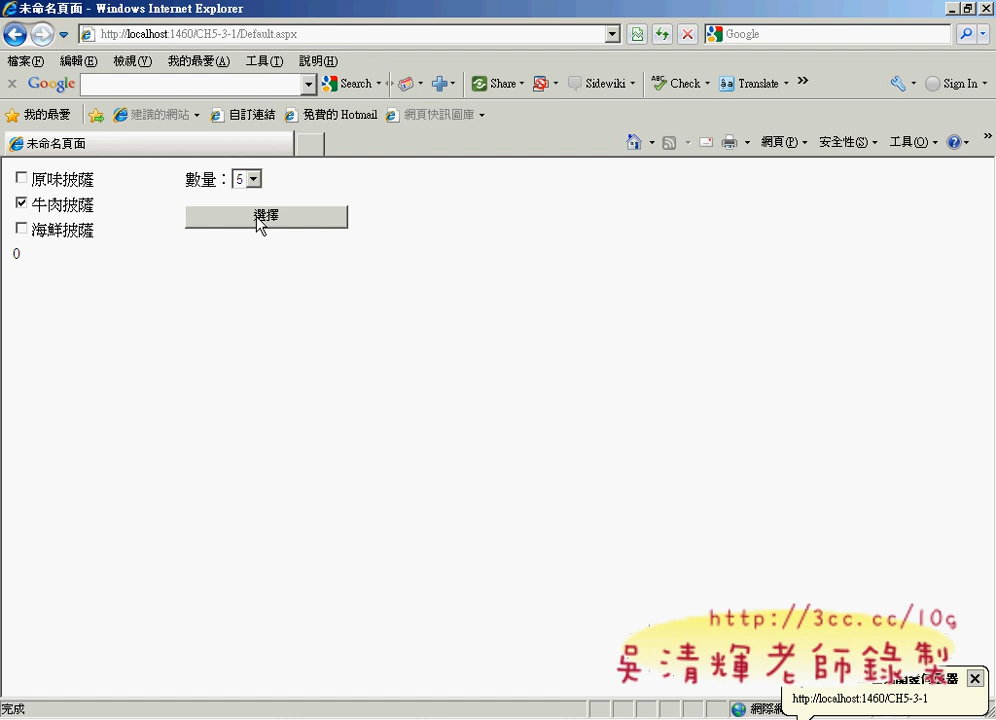 未命名頁面 - Windows Internet Explorer
http://localhost:1460/CH5-3-1/Default.aspx
Google
檔案(F) 編輯(E) 檢視(V) 我的最愛(A) 工具(T) 說明(H)
x Google Search Share Sidewiki Check Translate Sign In
我的最愛 建議的網站 自訂連結 免費的 Hotmail 網頁快訊圖庫
未命名頁面
網頁(P) 安全性(S) 工具(O)
原味披薩 數量：5
牛肉披薩 選擇
海鮮披薩
0
http://3cc.cc/10g
吳清輝老師錄製
http://localhost:1460/CH5-3-1
完成